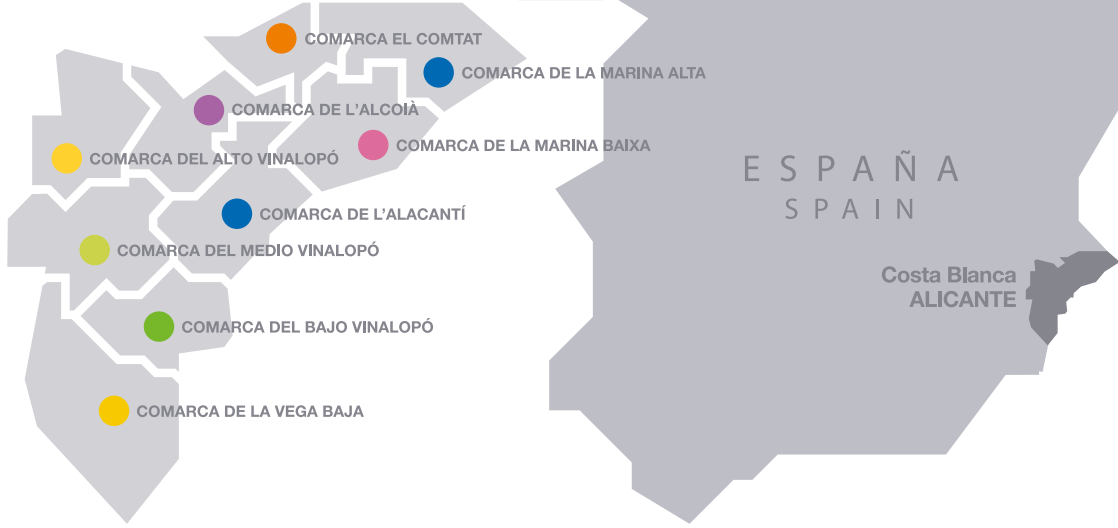 COMARCA EL COMTAT
COMARCA DE LA MARINA ALTA
COMARCA DE L'ALCOIÀ
COMARCA DE LA MARINA BAIXA
COMARCA DEL ALTO VINALOPÓ
COMARCA DE L'ALACANTÍ
COMARCA DEL MEDIO VINALOPÓ
COMARCA DEL BAJO VINALOPÓ
COMARCA DE LA VEGA BAJA
ESPAÑA
SPAIN
Costa Blanca
ALICANTE